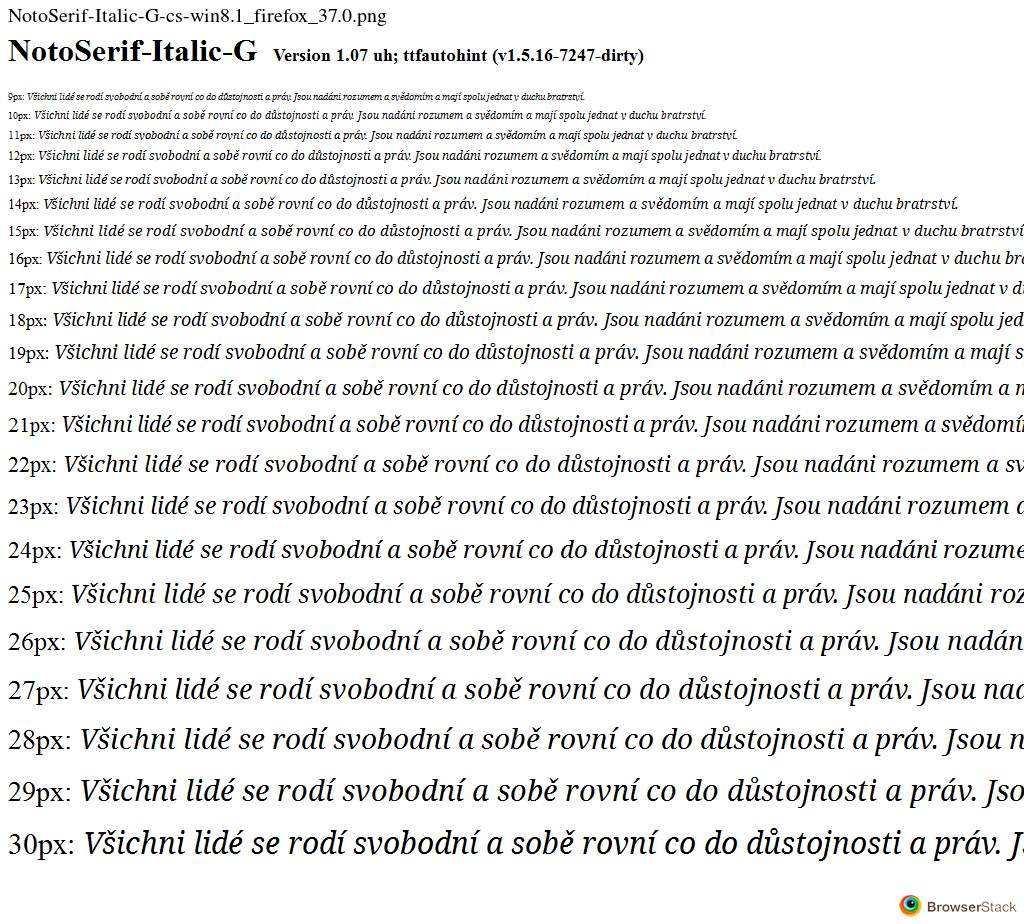 NotoSerif-Italic-G-cs-win8.1_firefox_37.0.png
NotoSerif-Italic-G Version 1.07 uh; ttfautohint (v1.5.16-7247-dirty)
9px: Všichni lidé se rodí svobodní a sobě rovní co do důstojnosti a práv. Jsou nadáni rozumem a svědomím a mají spolu jednat v duchu bratrství.
10px: Všichni lidé se rodí svobodní a sobě rovní co do důstojnosti a práv. Jsou nadáni rozumem a svědomím a mají spolu jednat v duchu bratrství.
11px: Všichni lidé se rodí svobodní a sobě rovní co do důstojnosti a práv. Jsou nadáni rozumem a svědomím a mají spolu jednat v duchu bratrství.
12px: Všichni lidé se rodí svobodní a sobě rovní co do důstojnosti a práv. Jsou nadáni rozumem a svědomím a mají spolu jednat v duchu bratrství.
13px: Všichni lidé se rodí svobodní a sobě rovní co do důstojnosti a práv. Jsou nadáni rozumem a svědomím a mají spolu jednat v duchu bratrství.
14px: Všichni lidé se rodí svobodní a sobě rovní co do důstojnosti a práv. Jsou nadáni rozumem a svědomím a mají spolu jednat v duchu bratrství.
15px: Všichni lidé se rodí svobodní a sobě rovní co do důstojnosti a práv. Jsou nadáni rozumem a svědomím a mají spolu jednat v duchu bratrství
16px: Všichni lidé se rodí svobodní a sobě rovní co do důstojnosti a práv. Jsou nadáni rozumem a svědomím a mají spolu jednat v duchu br
17px: Všichni lidé se rodí svobodní a sobě rovní co do důstojnosti a práv. Jsou nadáni rozumem a svědomím a mají spolu jednat v d
18px: Všichni lidé se rodí svobodní a sobě rovní co do důstojnosti a práv. Jsou nadáni rozumem a svědomím a mají spolu jed
19px: Všichni lidé se rodí svobodní a sobě rovní co do důstojnosti a práv. Jsou nadáni rozumem a svědomím a mají s
20px: Všichni lidé se rodí svobodní a sobě rovní co do důstojnosti a práv. Jsou nadáni rozumem a svědomím a m
21px: Všichni lidé se rodí svobodní a sobě rovní co do důstojnosti a práv. Jsou nadáni rozumem a svědomí
22px: Všichni lidé se rodí svobodní a sobě rovní co do důstojnosti a práv. Jsou nadáni rozumem a sv
23px: Všichni lidé se rodí svobodní a sobě rovní co do důstojnosti a práv. Jsou nadáni rozumem a
24px: Všichni lidé se rodí svobodní a sobě rovní co do důstojnosti a práv. Jsou nadáni rozume
25px: Všichni lidé se rodí svobodní a sobě rovní co do důstojnosti a práv. Jsou nadáni roz
26px: Všichni lidé se rodí svobodní a sobě rovní co do důstojnosti a práv. Jsou nadán
27px: Všichni lidé se rodí svobodní a sobě rovní co do důstojnosti a práv. Jsou nad
28px: Všichni lidé se rodí svobodní a sobě rovní co do důstojnosti a práv. Jsou n
29px: Všichni lidé se rodí svobodní a sobě rovní co do důstojnosti a práv. Jso
30px: Všichni lidé se rodí svobodní a sobě rovní co do důstojnosti a práv. J
BrowserStack